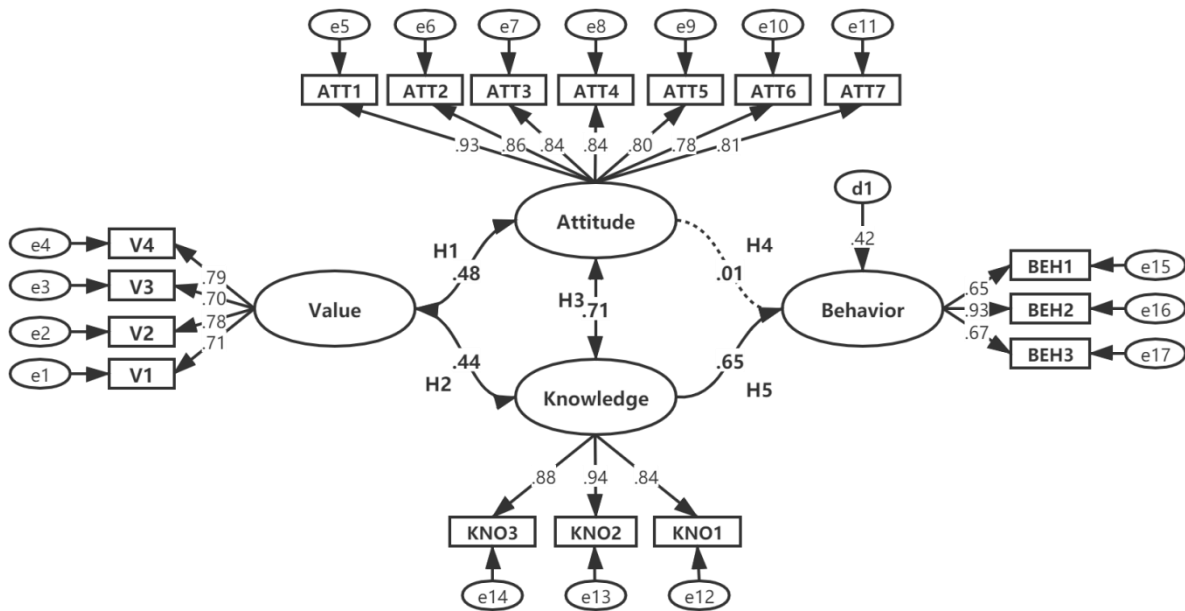 e5 e6 e7 e8 e9 e10 e11
ATT1 ATT2 ATT3 ATT4 ATT5 ATT6 ATT7
.93 .86 .84 .84 .80 .78 .81
d1
.42
Attitude
H1
.48
H4
.01
e4 V4
e3 V3
e2 V2
e1 V1
.79
.70
.78
.71
Value
H3
.71
Behavior
.65
.93
.67
BEH1 e15
BEH2 e16
BEH3 e17
.44
H2
Knowledge
.65
H5
.88 .94 .84
KNO3 KNO2 KNO1
e14 e13 e12